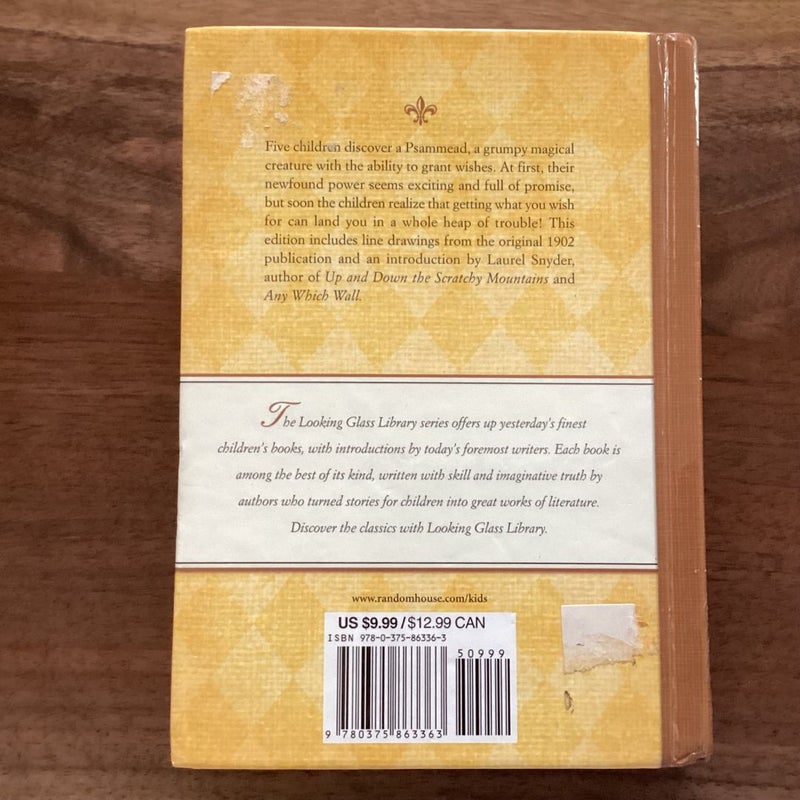 Five children discover a Psammead, a grumpy magical
creature with the ability to grant wishes. At first, their
newfound power seems exciting and full of promise,
but soon the children realize that getting what you wish
for can land you in a whole heap of trouble! This
edition includes line drawings from the original 1902
publication and an introduction by Laurel Snyder,
author of Up and Down the Scratchy Mountains and
Any Which Wall.
The Looking Glass Library series offers up yesterday's finest
children's books, with introductions by today's foremost writers. Each book is
among the best of its kind, written with skill and imaginative truth by
authors who turned stories for children into great works of literature.
Discover the classics with Looking Glass Library.
www.randomhouse.com/kids
US $9.99 / $12.99 CAN
ISBN 978-0-375-86336-3
50999
9 780375 863363